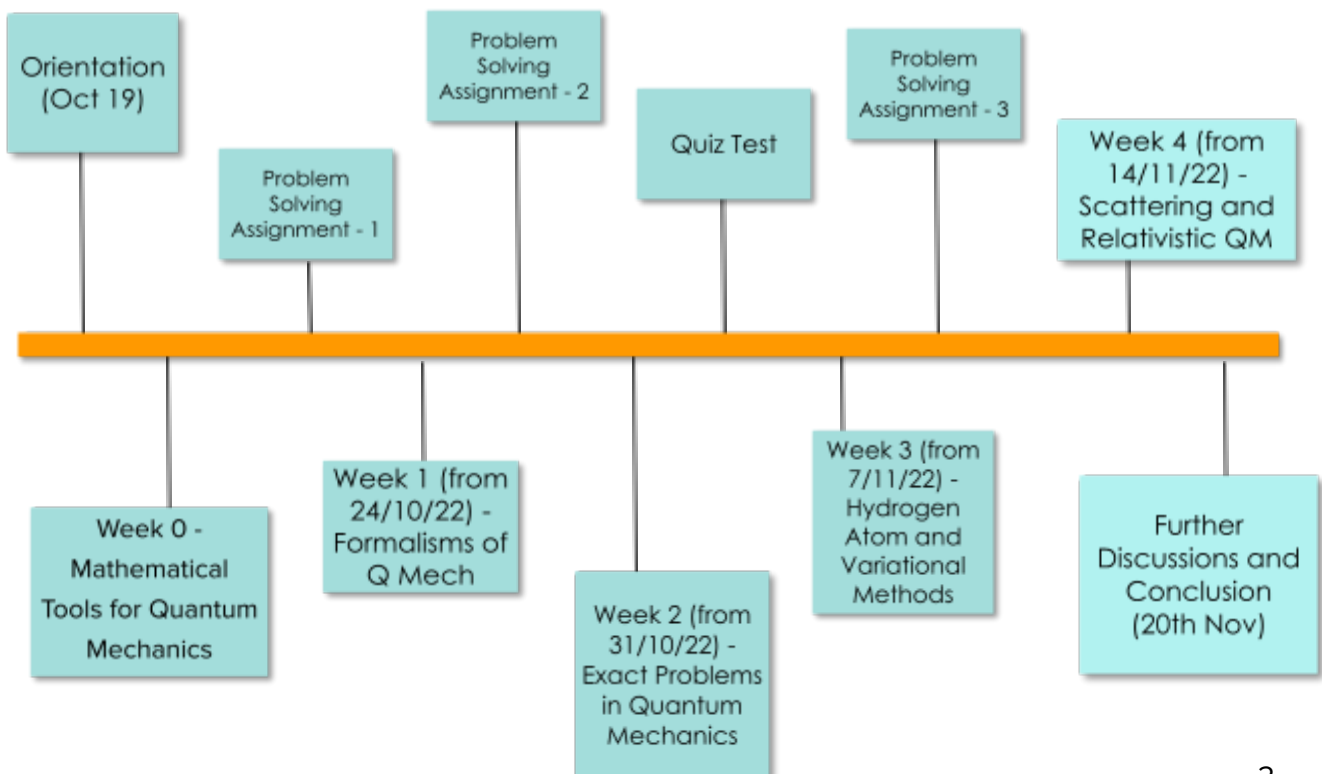 Orientation
(Oct 19)
Problem
Solving
Assignment - 1
Problem
Solving
Assignment - 2
Quiz Test
Problem
Solving
Assignment - 3
Week 4 (from
14/11/22) -
Scattering and
Relativistic QM
Week 0 -
Mathematical
Tools for Quantum
Mechanics
Week 1 (from
24/10/22) -
Formalisms of
Q Mech
Week 2 (from
31/10/22) -
Exact Problems
in Quantum
Mechanics
Week 3 (from
7/11/22) -
Hydrogen
Atom and
Variational
Methods
Further
Discussions and
Conclusion
(20th Nov)